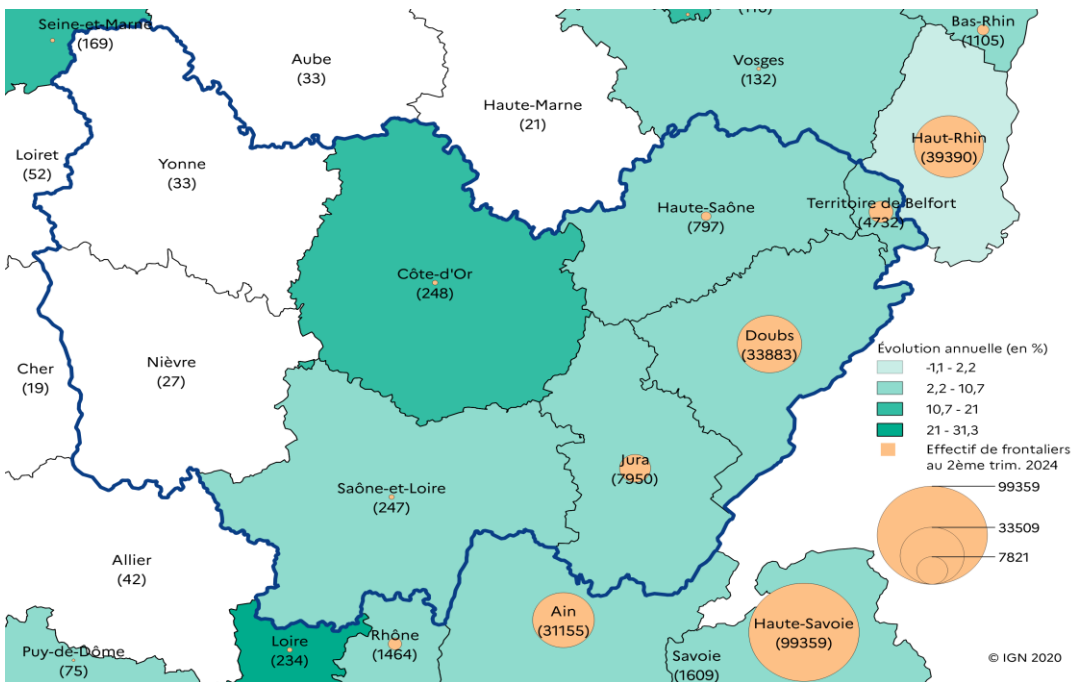 Seine-et-Marne
(169)
Aube
(33)
Haute-Marne
(21)
Vosges
(132)
Bas-Rhin
(1105)
Haut-Rhin
(39390)
Loiret
(52)
Yonne
(33)
Haute-Saône
(797)
Territoire de Belfort
(4732)
Côte-d'Or
(248)
Doubs
(33883)
Cher
(19)
Nièvre
(27)
Jura
(7950)
Saône-et-Loire
(247)
Allier
(42)
Puy-de-Dôme
(75)
Loire
(234)
Rhône
(1464)
Ain
(31155)
Savoie
(1609)
Haute-Savoie
(99359)
Évolution annuelle (en %)
-1,1 - 2,2
2,2 - 10,7
10,7 - 21
21 - 31,3
Effectif de frontaliers
au 2ème trim. 2024
99359
33509
7821
© IGN 2020